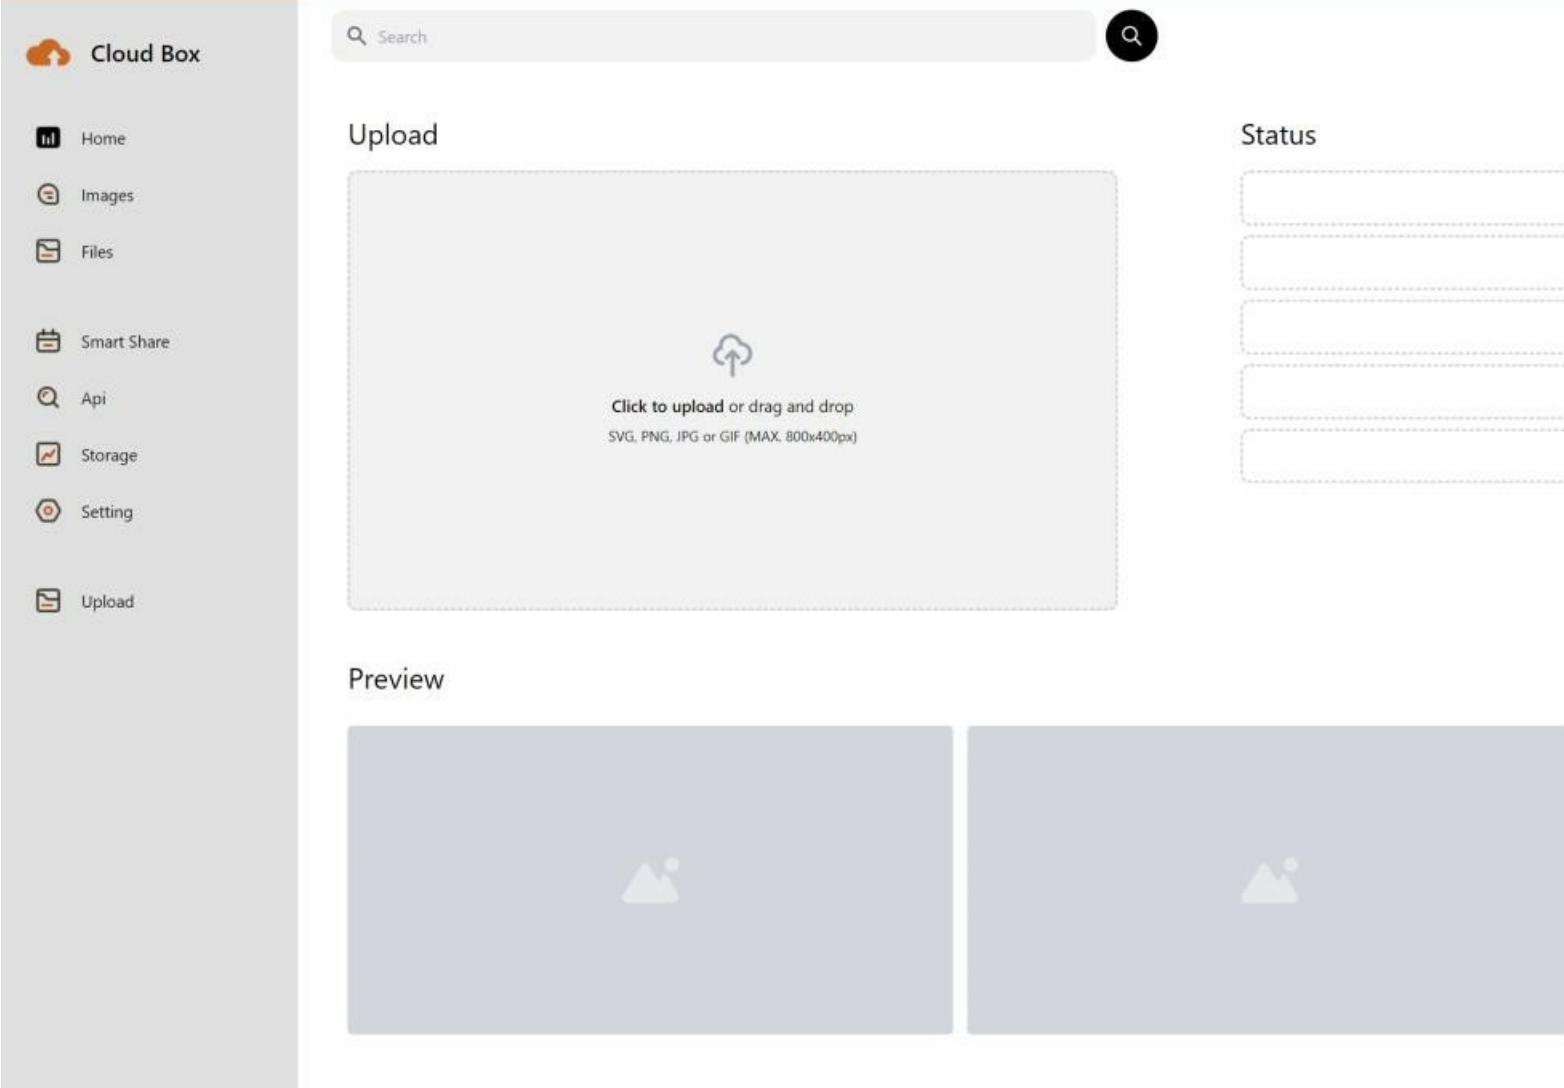 Cloud Box
Home
Images
Files
Smart Share
Api
Storage
Setting
Upload
Search
Upload
Click to upload or drag and drop
SVG, PNG, JPG or GIF (MAX. 800x400px)
Status
Preview